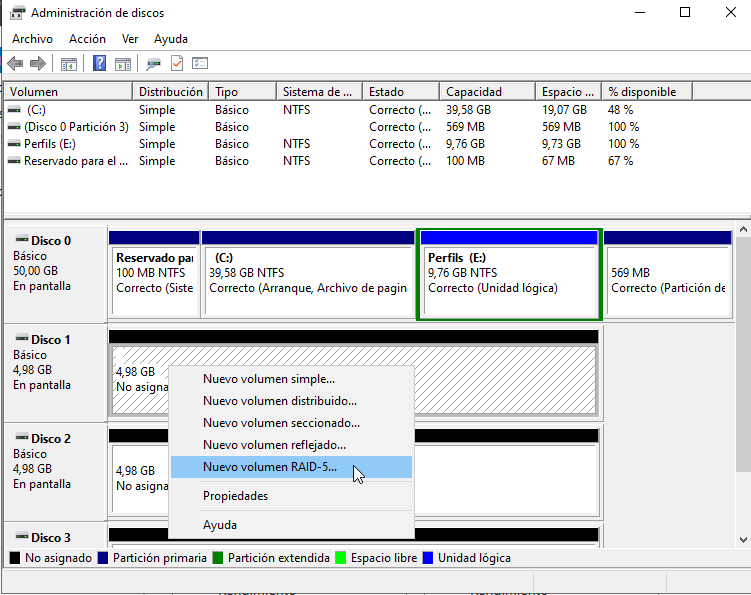 Administración de discos
Archivo Acción Ver Ayuda
Volumen Distribución Tipo Sistema de ... Estado Capacidad Espacio ... % disponible
(C:) Simple Básico NTFS Correcto (... 39,58 GB 19,07 GB 48 %
(Disco 0 Partición 3) Simple Básico Correcto (... 569 MB 569 MB 100 %
Perfils (E:) Simple Básico NTFS Correcto (... 9,76 GB 9,73 GB 100 %
Reservado para el ... Simple Básico NTFS Correcto (... 100 MB 67 MB 67 %
Disco 0
Básico
50,00 GB
En pantalla
Reservado par
100 MB NTFS
Correcto (Siste
(C:)
39,58 GB NTFS
Correcto (Arranque, Archivo de pagin
Perfils (E:)
9,76 GB NTFS
Correcto (Unidad lógica)
569 MB
Correcto (Partición de
Disco 1
Básico
4,98 GB
En pantalla
4,98 GB
No asigna
Nuevo volumen simple...
Nuevo volumen distribuido...
Nuevo volumen seccionado...
Nuevo volumen reflejado...
Nuevo volumen RAID-5...
Propiedades
Ayuda
Disco 2
Básico
4,98 GB
En pantalla
4,98 GB
No asigna
Disco 3
No asignado Partición primaria Partición extendida Espacio libre Unidad lógica